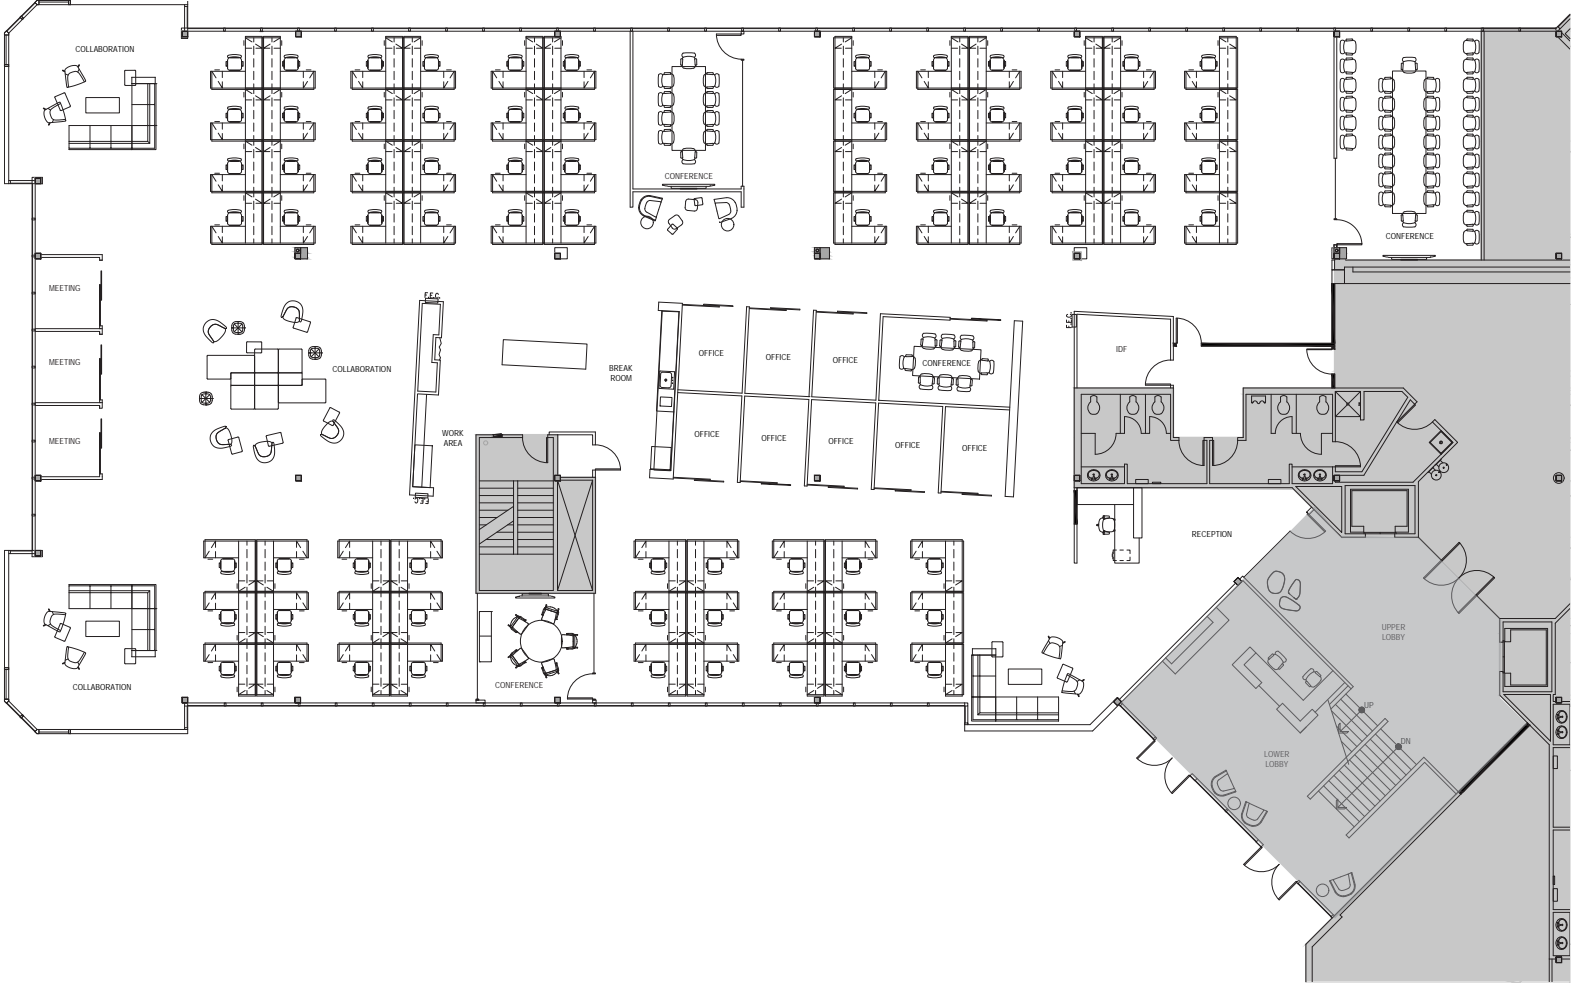 COLLABORATION
CONFERENCE
CONFERENCE
MEETING
F.E.C.
F.E.C.
MEETING
COLLABORATION
BREAK
ROOM
OFFICE
OFFICE
OFFICE
CONFERENCE
IDF
MEETING
WORK
AREA
OFFICE
OFFICE
OFFICE
OFFICE
OFFICE
F.E.C.
RECEPTION
COLLABORATION
CONFERENCE
UPPER
LOBBY
UP
DN
LOWER
LOBBY